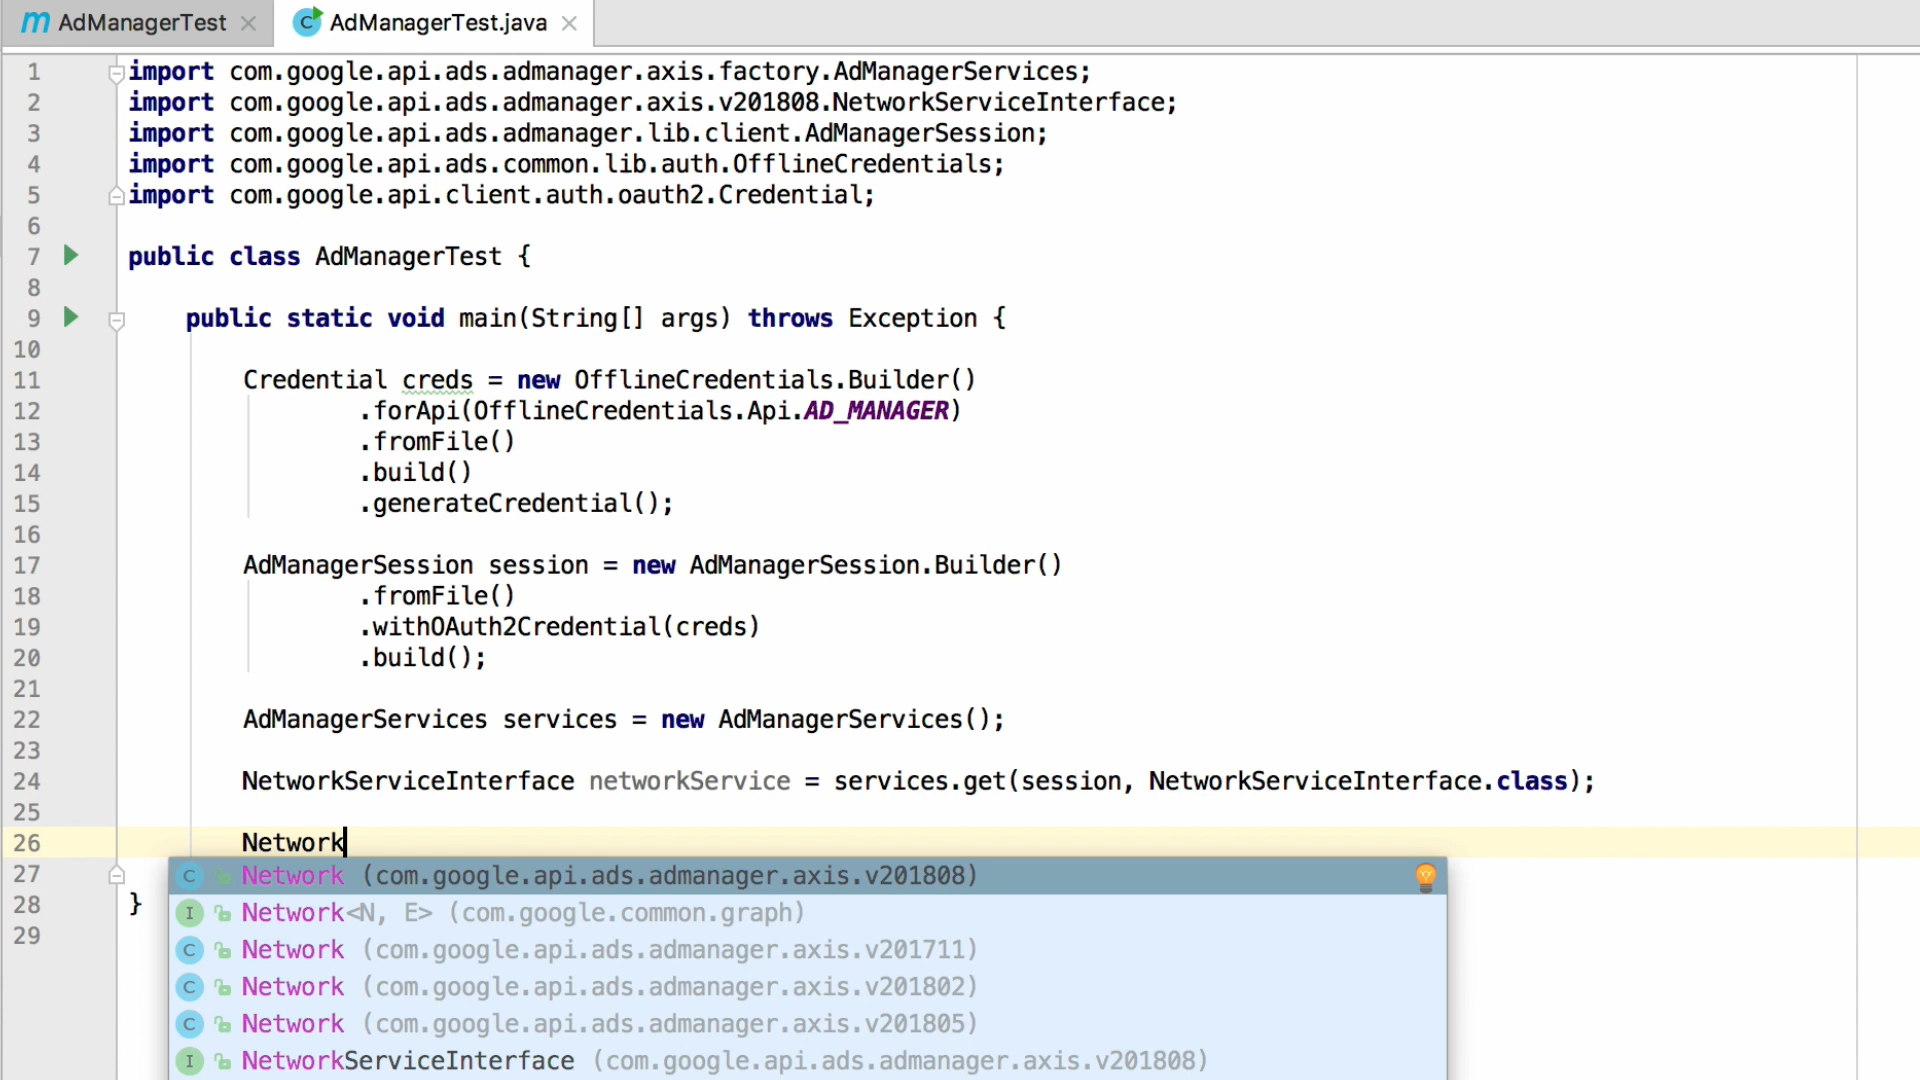 m AdManagerTest × C AdManagerTest.java ×
1 import com.google.api.ads.admanager.axis.factory.AdManagerServices;
2 import com.google.api.ads.admanager.axis.v201808.NetworkServiceInterface;
3 import com.google.api.ads.admanager.lib.client.AdManagerSession;
4 import com.google.api.ads.common.lib.auth.OfflineCredentials;
5 import com.google.api.client.auth.oauth2.Credential;
6
7 public class AdManagerTest {
8
9 public static void main(String[] args) throws Exception {
10
11 Credential creds = new OfflineCredentials.Builder()
12 .forApi(OfflineCredentials.Api.AD_MANAGER)
13 .fromFile()
14 .build()
15 .generateCredential();
16
17 AdManagerSession session = new AdManagerSession.Builder()
18 .fromFile()
19 .withOAuth2Credential(creds)
20 .build();
21
22 AdManagerServices services = new AdManagerServices();
23
24 NetworkServiceInterface networkService = services.get(session, NetworkServiceInterface.class);
25
26 Network
27 C Network (com.google.api.ads.admanager.axis.v201808)
28 } I Network<N, E> (com.google.common.graph)
29 C Network (com.google.api.ads.admanager.axis.v201711)
C Network (com.google.api.ads.admanager.axis.v201802)
C Network (com.google.api.ads.admanager.axis.v201805)
I NetworkServiceInterface (com.google.api.ads.admanager.axis.v201808)